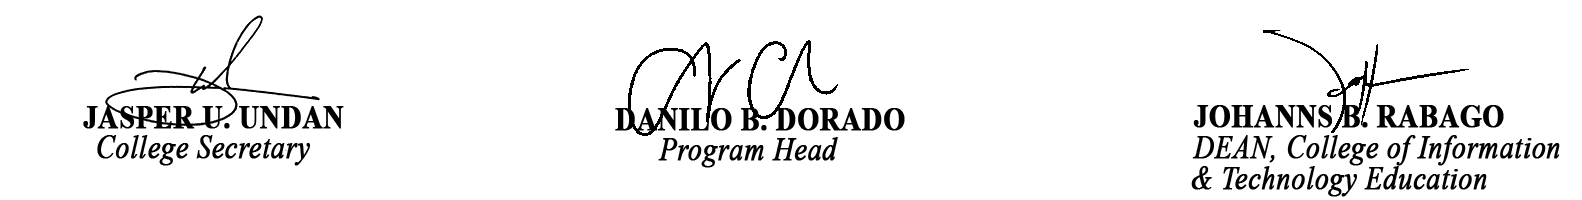 JASPER U. UNDAN
College Secretary
DANILO B. DORADO
Program Head
JOHANNS B. RABAGO
DEAN, College of Information
& Technology Education